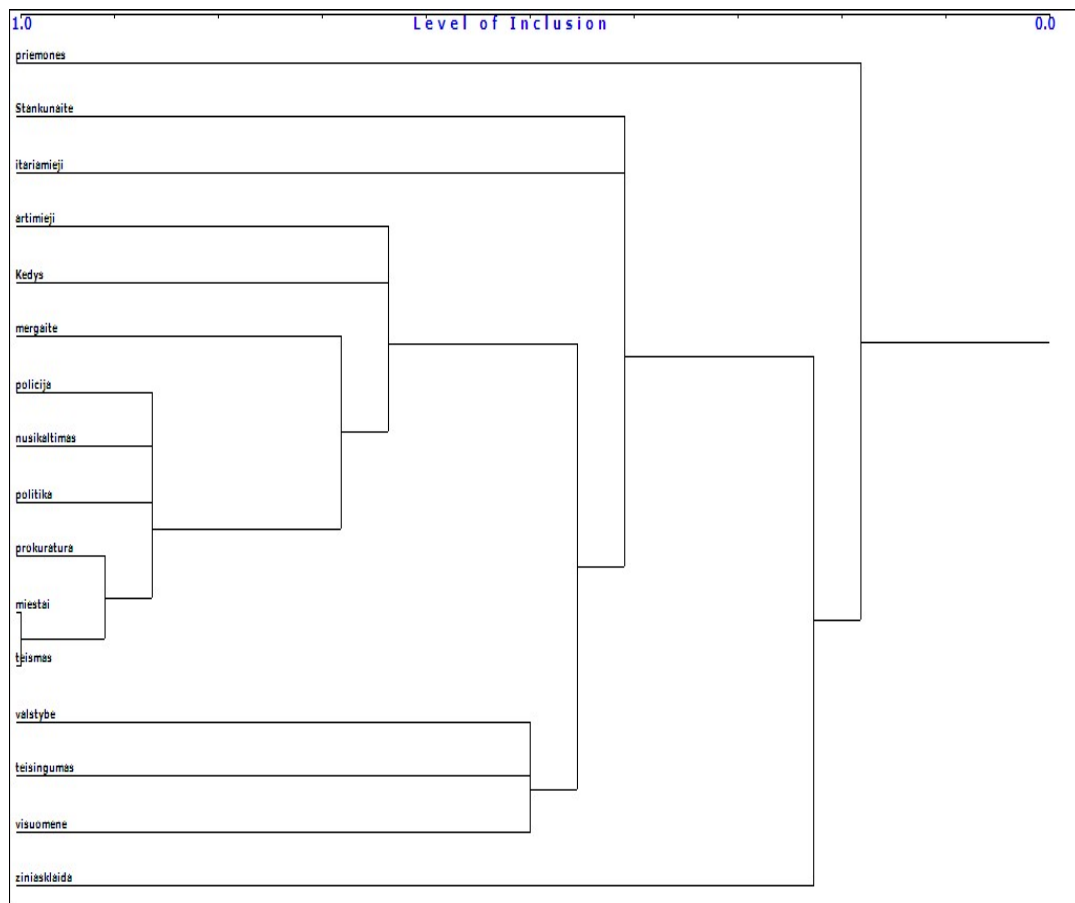 1.0 Level of Inclusion 0.0
priemones
Stankunaite
itariamieji
artimieji
Kedys
mergaite
policija
nusikaltimas
politika
prokuratura
miestai
teismas
valstybe
teisingumas
visuomene
ziniasklaida